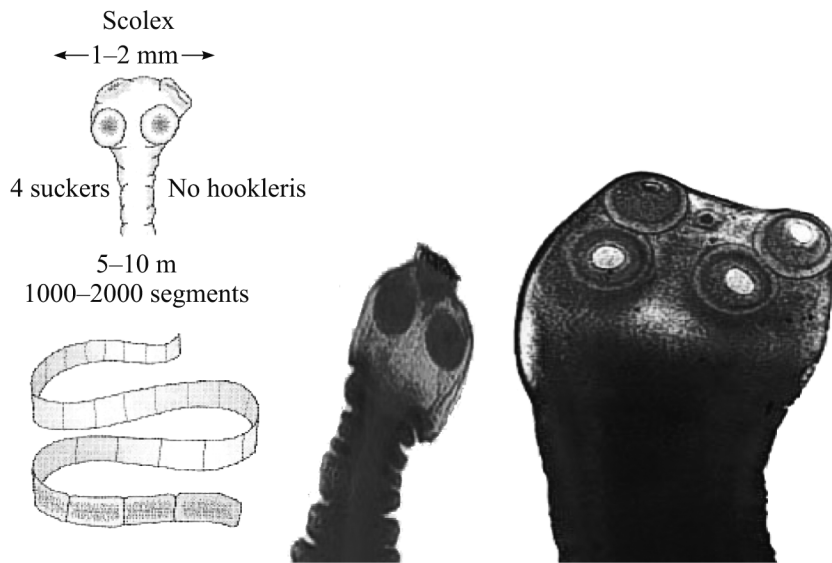 Scolex
1–2 mm
4 suckers
No hookleris
5–10 m
1000–2000 segments